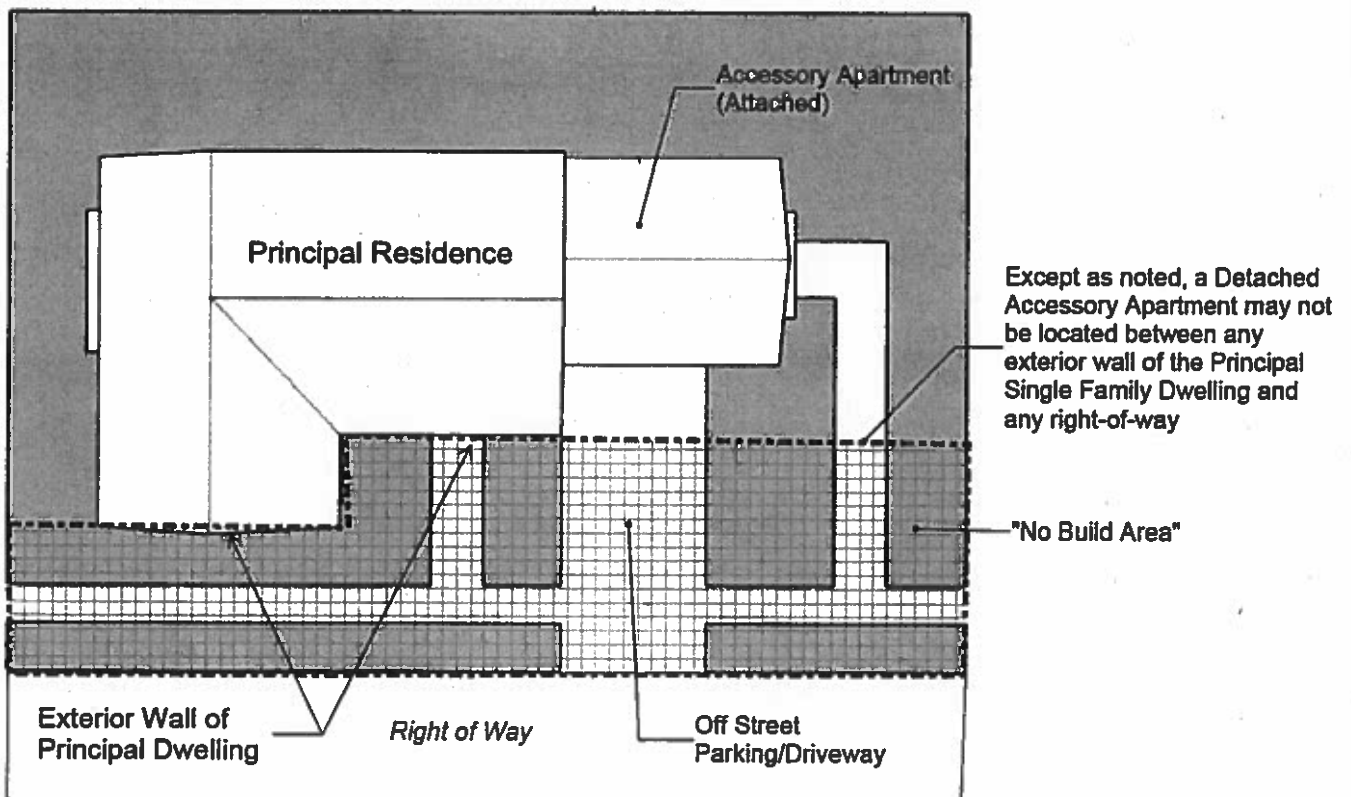 Accessory Apartment
(Attached)
Principal Residence
Except as noted, a Detached
Accessory Apartment may not
be located between any
exterior wall of the Principal
Single Family Dwelling and
any right-of-way
"No Build Area"
Exterior Wall of
Principal Dwelling
Right of Way
Off Street
Parking/Driveway